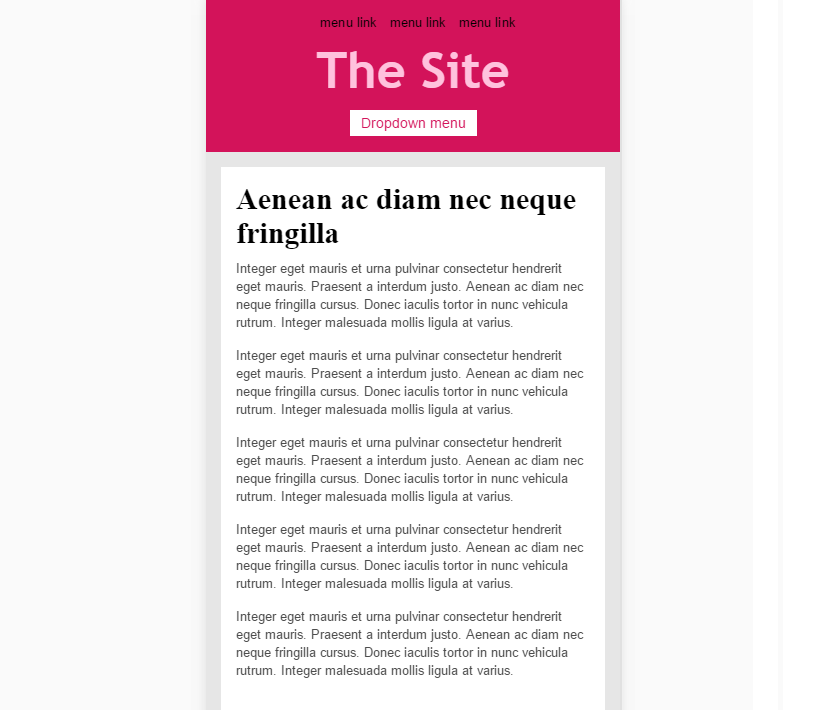 menu link menu link menu link
The Site
Dropdown menu
Aenean ac diam nec neque
fringilla
Integer eget mauris et urna pulvinar consectetur hendrerit
eget mauris. Praesent a interdum justo. Aenean ac diam nec
neque fringilla cursus. Donec iaculis tortor in nunc vehicula
rutrum. Integer malesuada mollis ligula at varius.
Integer eget mauris et urna pulvinar consectetur hendrerit
eget mauris. Praesent a interdum justo. Aenean ac diam nec
neque fringilla cursus. Donec iaculis tortor in nunc vehicula
rutrum. Integer malesuada mollis ligula at varius.
Integer eget mauris et urna pulvinar consectetur hendrerit
eget mauris. Praesent a interdum justo. Aenean ac diam nec
neque fringilla cursus. Donec iaculis tortor in nunc vehicula
rutrum. Integer malesuada mollis ligula at varius.
Integer eget mauris et urna pulvinar consectetur hendrerit
eget mauris. Praesent a interdum justo. Aenean ac diam nec
neque fringilla cursus. Donec iaculis tortor in nunc vehicula
rutrum. Integer malesuada mollis ligula at varius.
Integer eget mauris et urna pulvinar consectetur hendrerit
eget mauris. Praesent a interdum justo. Aenean ac diam nec
neque fringilla cursus. Donec iaculis tortor in nunc vehicula
rutrum. Integer malesuada mollis ligula at varius.